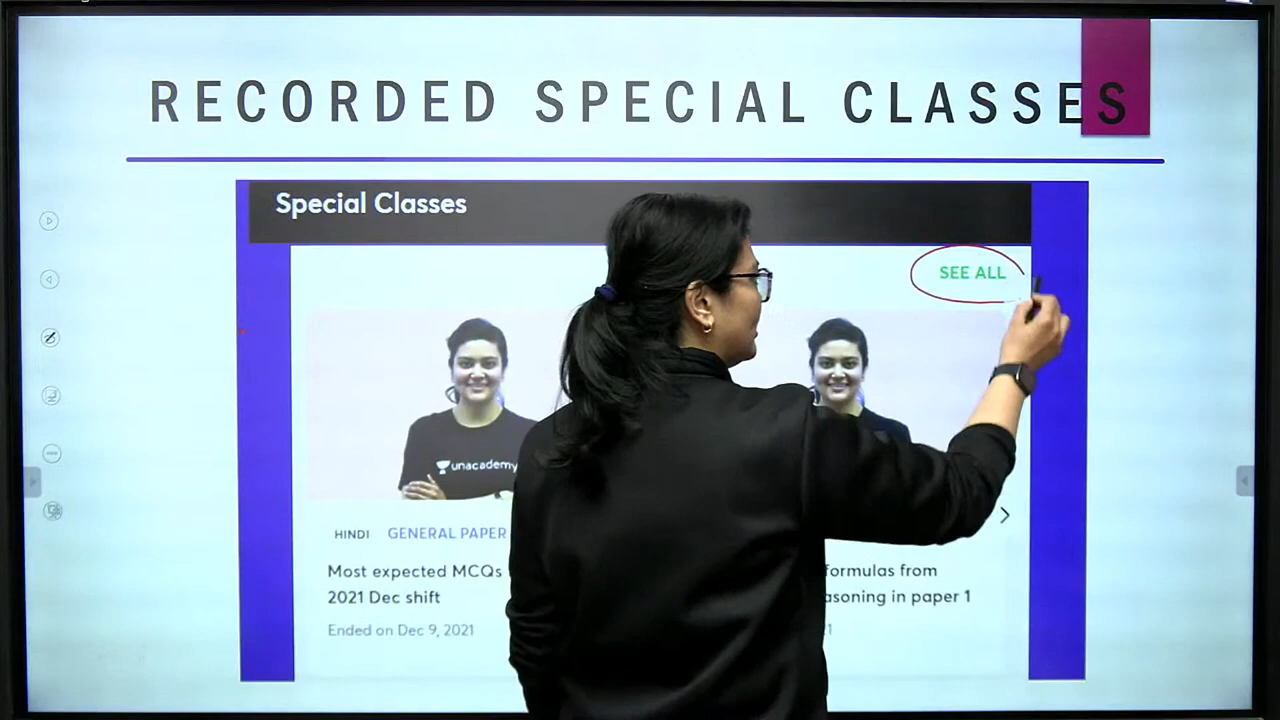 RECORDED SPECIAL CLASSES
Special Classes
SEE ALL
unacademy
HINDI GENERAL PAPER
Most expected MCQs
2021 Dec shift
Ended on Dec 9, 2021
formulas from
asoning in paper 1